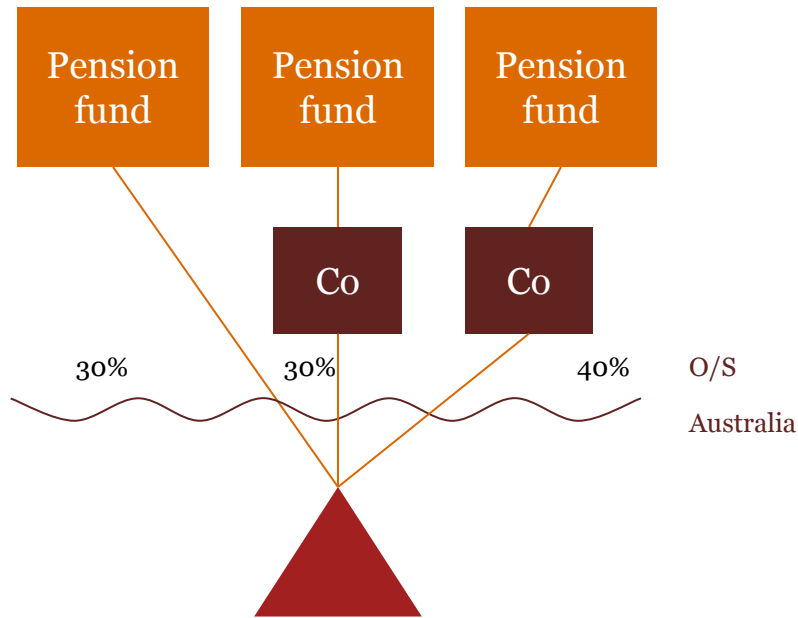 Pension
fund
Pension
fund
Pension
fund
Co
Co
30%
30%
40%
O/S
Australia